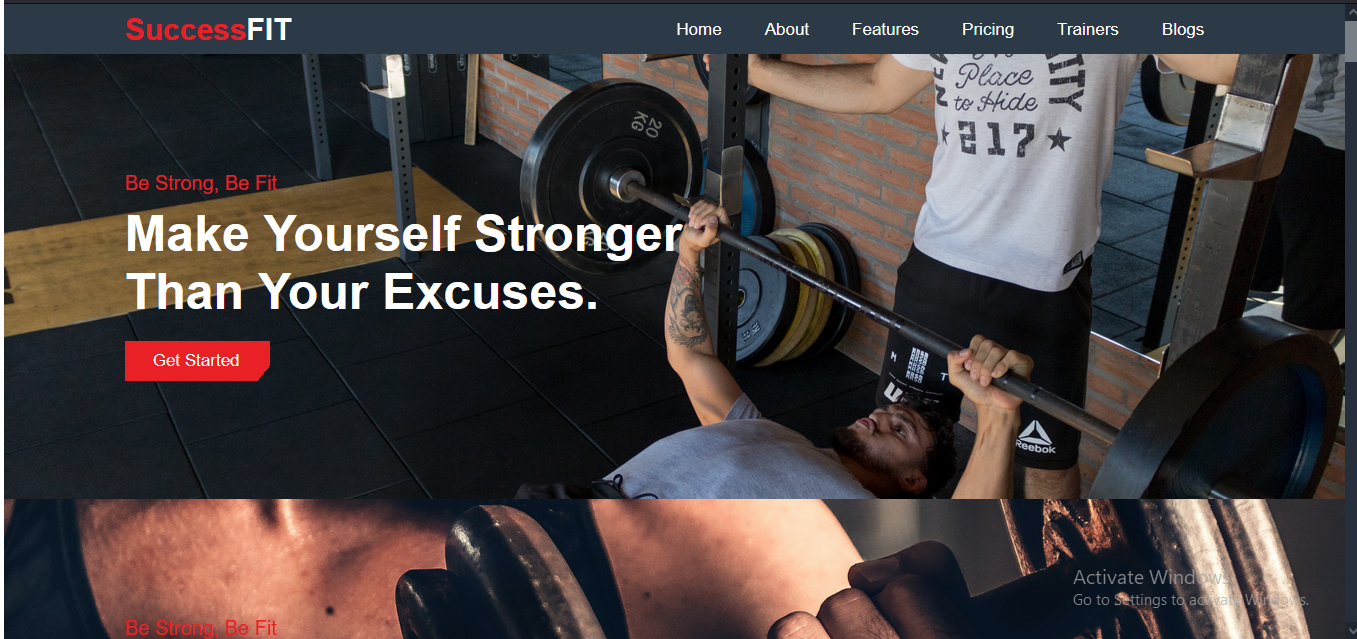 SuccessFIT
Home About Features Pricing Trainers Blogs
Place
to Hide
217
20
KG
Be Strong, Be Fit
Make Yourself Stronger
Than Your Excuses.
Get Started
Reebok
Activate Windows
Go to Settings to activate Windows.
Be Strong, Be Fit